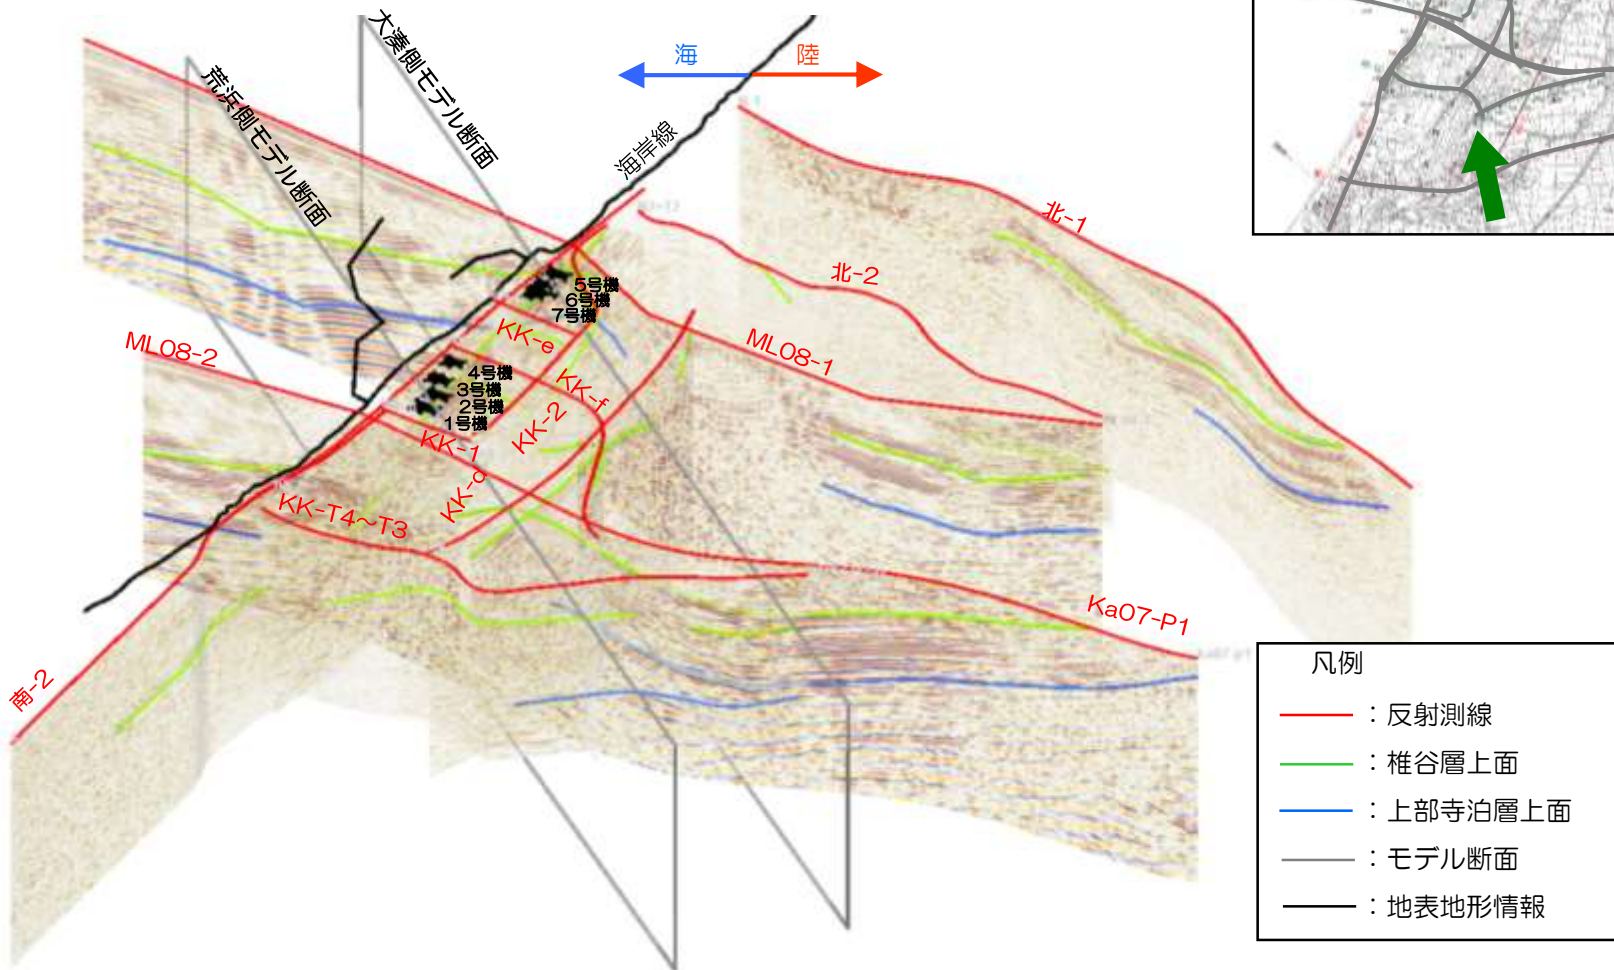 大湊側モデル断面
荒浜側モデル断面
海
陸
海岸線
北-1
北-2
5号機
6号機
7号機
KK-e
ML08-1
ML08-2
4号機
3号機
2号機
1号機
KK-f
KK-2
KK-1
KK-d
KK-T4～T3
Ka07-P1
南-2
凡例
：反射測線
：椎谷層上面
：上部寺泊層上面
：モデル断面
：地表地形情報